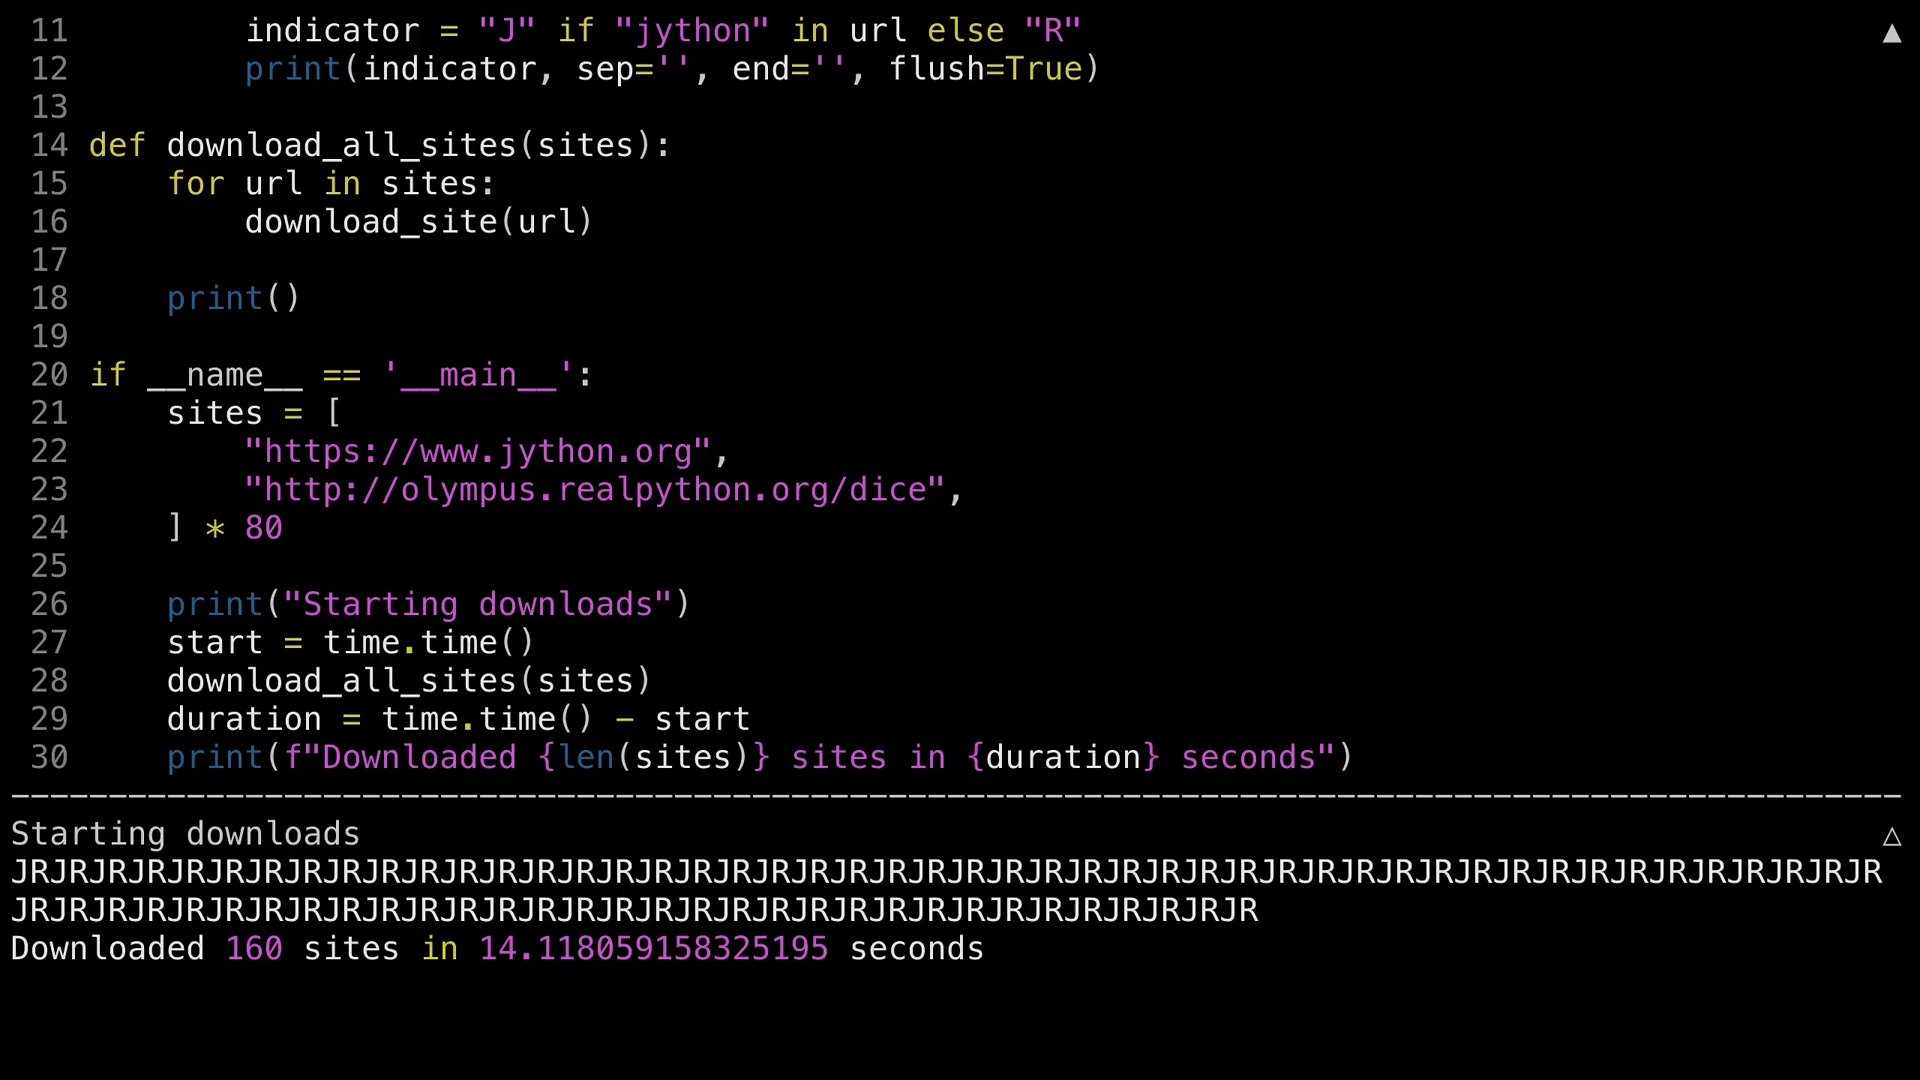 11 indicator = "J" if "jython" in url else "R" ▲
12 print(indicator, sep='', end='', flush=True)
13
14 def download_all_sites(sites):
15 for url in sites:
16 download_site(url)
17
18 print()
19
20 if __name__ == '__main__':
21 sites = [
22 "https://www.jython.org",
23 "http://olympus.realpython.org/dice",
24 ] * 80
25
26 print("Starting downloads")
27 start = time.time()
28 download_all_sites(sites)
29 duration = time.time() - start
30 print(f"Downloaded {len(sites)} sites in {duration} seconds")
Starting downloads △
JRJRJRJRJRJRJRJRJRJRJRJRJRJRJRJRJRJRJRJRJRJRJRJRJRJRJRJRJRJRJRJRJRJRJRJRJRJRJRJRJRJRJRJRJRJRJRJR
JRJRJRJRJRJRJRJRJRJRJRJRJRJRJRJRJRJRJRJRJRJRJRJRJRJRJRJRJRJRJRJR
Downloaded 160 sites in 14.118059158325195 seconds